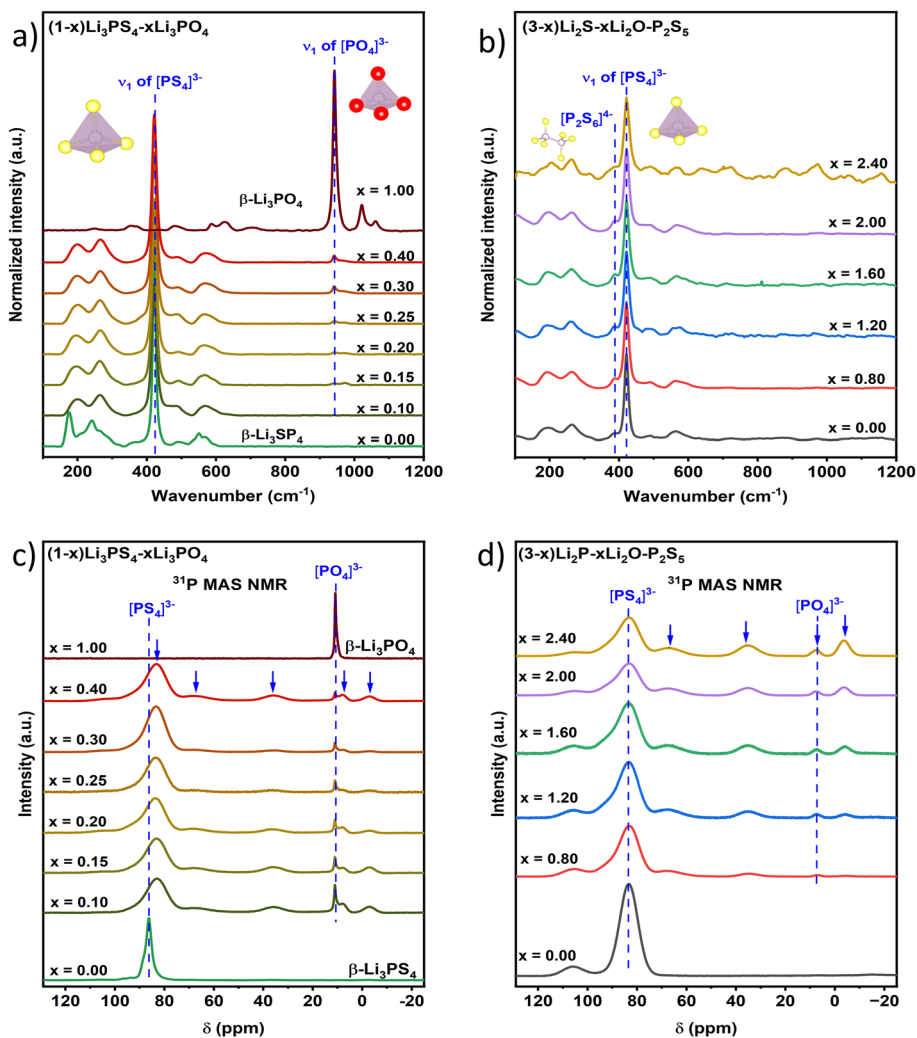 a)
(1-x)Li₃PS₄-xLi₃PO₄
ν₁ of [PO₄]³⁻
ν₁ of [PS₄]³⁻
β-Li₃PO₄
x = 1.00
x = 0.40
x = 0.30
x = 0.25
x = 0.20
x = 0.15
x = 0.10
β-Li₃SP₄
x = 0.00
Normalized intensity (a.u.)
200 400 600 800 1000 1200
Wavenumber (cm⁻¹)
b)
(3-x)Li₂S-xLi₂O-P₂S₅
ν₁ of [PS₄]³⁻
[P₂S₆]⁴⁻
x = 2.40
x = 2.00
x = 1.60
x = 1.20
x = 0.80
x = 0.00
Normalized intensity (a.u.)
200 400 600 800 1000 1200
Wavenumber (cm⁻¹)
c)
(1-x)Li₃PS₄-xLi₃PO₄
³¹P MAS NMR
[PO₄]³⁻
[PS₄]³⁻
x = 1.00
β-Li₃PO₄
x = 0.40
x = 0.30
x = 0.25
x = 0.20
x = 0.15
x = 0.10
x = 0.00
β-Li₃PS₄
Intensity (a.u.)
120 100 80 60 40 20 0 -20
δ (ppm)
d)
(3-x)Li₂P-xLi₂O-P₂S₅
³¹P MAS NMR
[PS₄]³⁻
[PO₄]³⁻
x = 2.40
x = 2.00
x = 1.60
x = 1.20
x = 0.80
x = 0.00
Intensity (a.u.)
120 100 80 60 40 20 0 −20
δ (ppm)